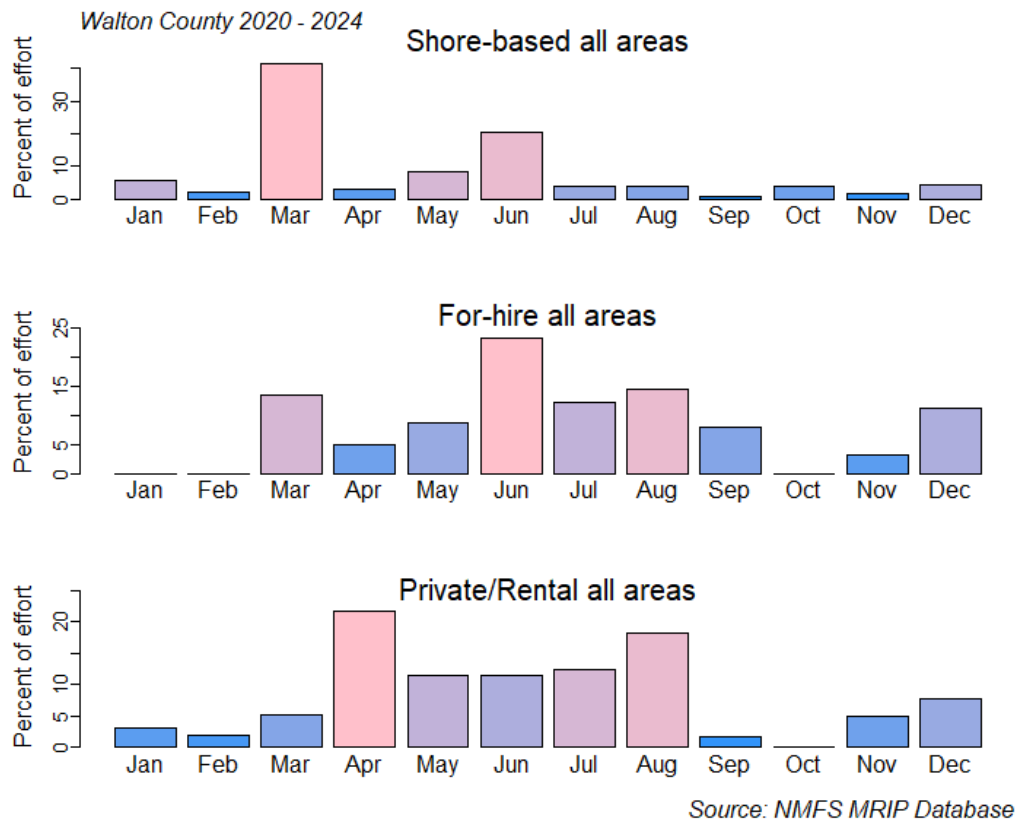 Walton County 2020 - 2024
Shore-based all areas
Percent of effort
30
10
0
Jan Feb Mar Apr May Jun Jul Aug Sep Oct Nov Dec
For-hire all areas
Percent of effort
25
15
5
0
Jan Feb Mar Apr May Jun Jul Aug Sep Oct Nov Dec
Private/Rental all areas
Percent of effort
20
10
5
0
Jan Feb Mar Apr May Jun Jul Aug Sep Oct Nov Dec
Source: NMFS MRIP Database